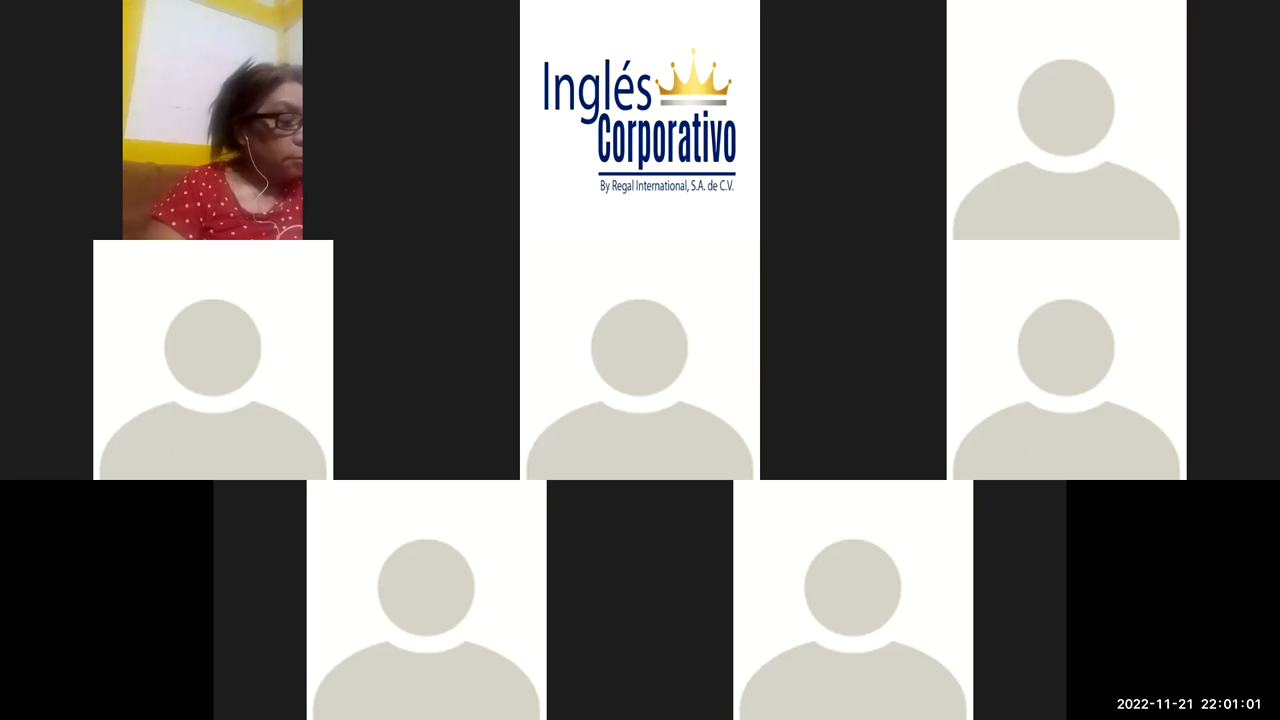 Inglés
Corporativo
By Regal International, S.A. de C.V.
2022-11-21 22:01:01